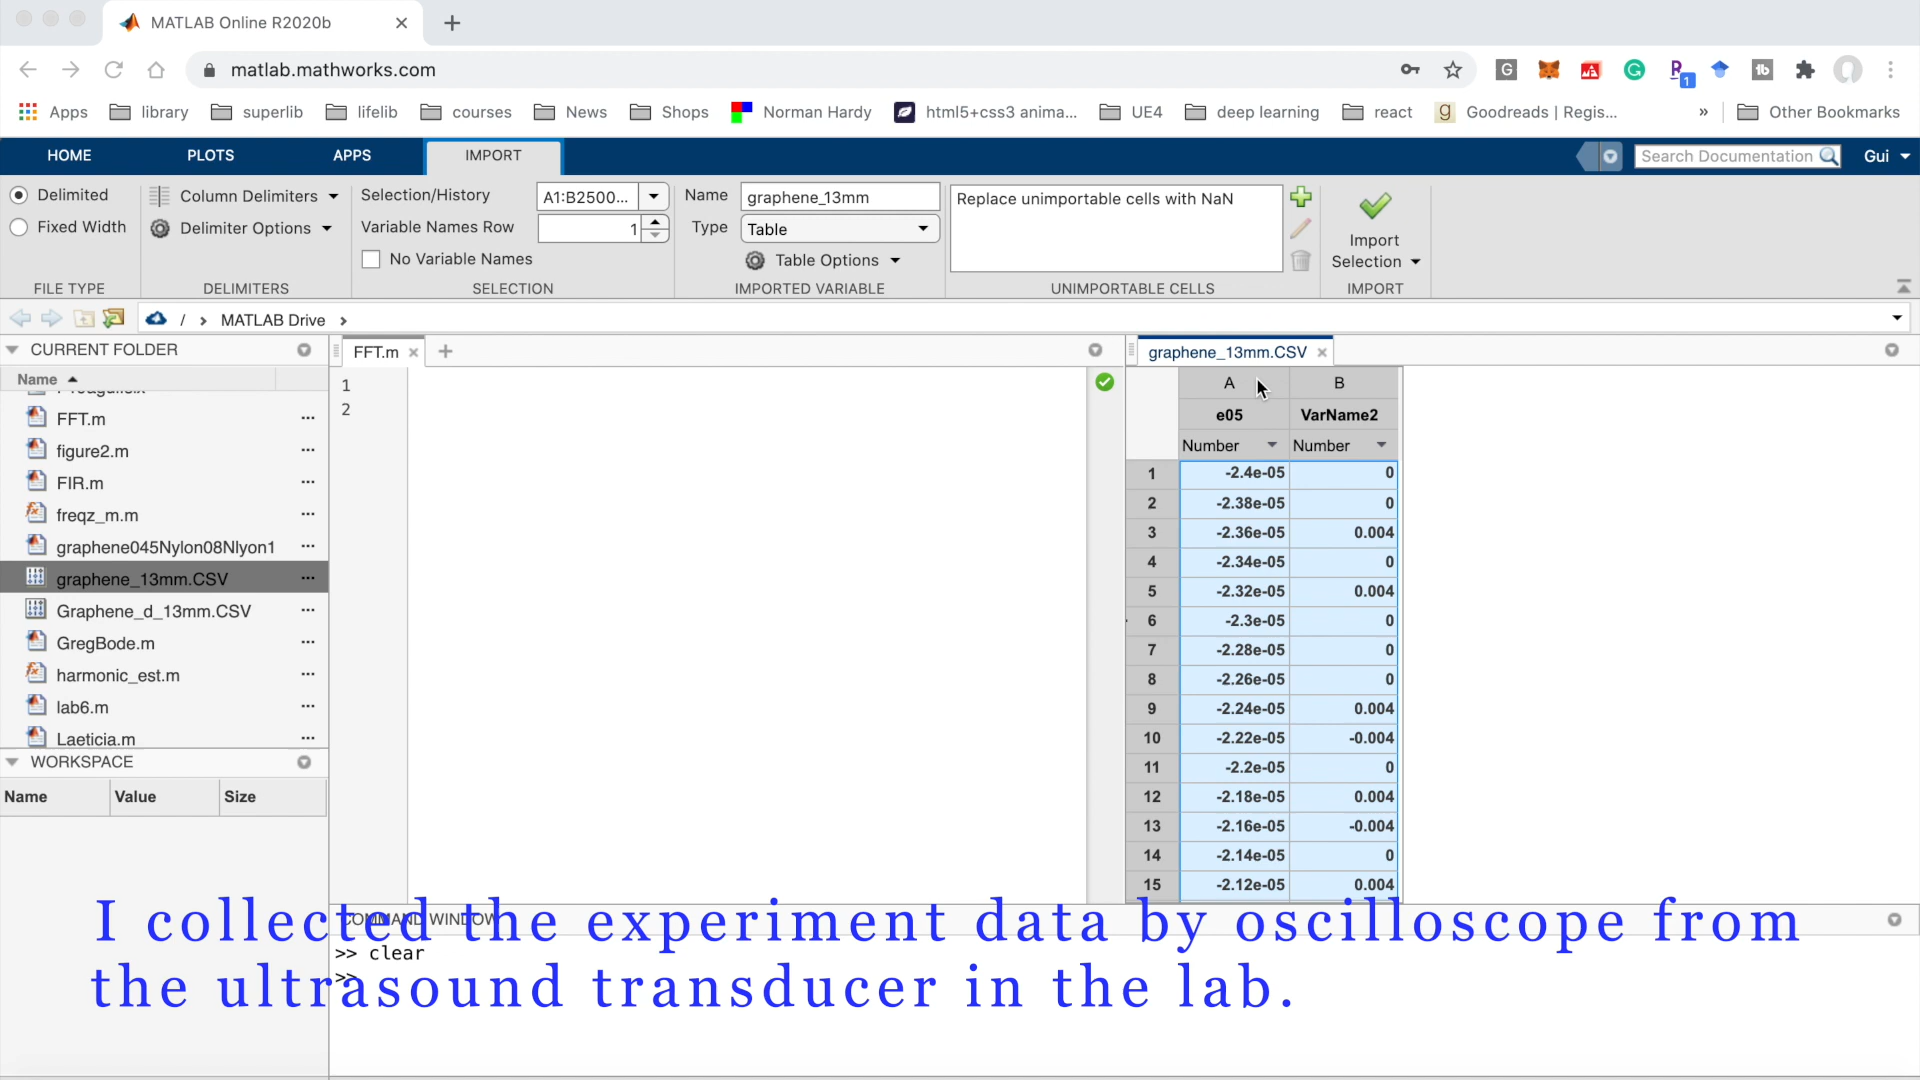 MATLAB Online R2020b
matlab.mathworks.com
Apps library superlib lifelib courses News Shops Norman Hardy html5+css3 anima... UE4 deep learning react Goodreads | Regis... » Other Bookmarks
HOME PLOTS APPS IMPORT Search Documentation Gui
Delimited Column Delimiters Selection/History A1:B2500... Name graphene_13mm Replace unimportable cells with NaN
Fixed Width Delimiter Options Variable Names Row 1 Type Table Import
No Variable Names Table Options Selection
FILE TYPE DELIMITERS SELECTION IMPORTED VARIABLE UNIMPORTABLE CELLS IMPORT
/ › MATLAB Drive ›
CURRENT FOLDER FFT.m graphene_13mm.CSV
Name
FFT.m
figure2.m
FIR.m
freqz_m.m
graphene045Nylon08Nlyon1
graphene_13mm.CSV
Graphene_d_13mm.CSV
GregBode.m
harmonic_est.m
lab6.m
Laeticia.m
WORKSPACE
Name Value Size
1
2
A B
e05 VarName2
Number Number
1 -2.4e-05 0
2 -2.38e-05 0
3 -2.36e-05 0.004
4 -2.34e-05 0
5 -2.32e-05 0.004
6 -2.3e-05 0
7 -2.28e-05 0
8 -2.26e-05 0
9 -2.24e-05 0.004
10 -2.22e-05 -0.004
11 -2.2e-05 0
12 -2.18e-05 0.004
13 -2.16e-05 -0.004
14 -2.14e-05 0
15 -2.12e-05 0.004
COMMAND WINDOW
>> clear
>>
I collected the experiment data by oscilloscope from
the ultrasound transducer in the lab.